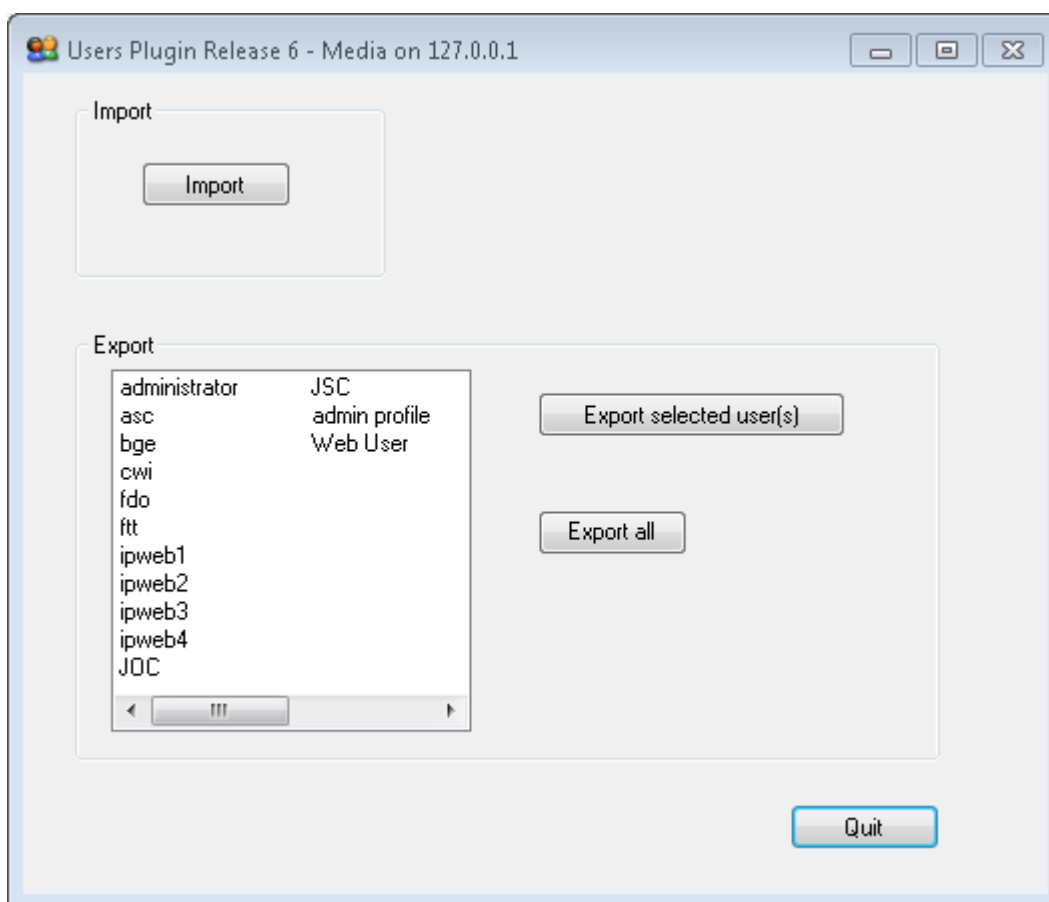 Users Plugin Release 6 - Media on 127.0.0.1
Import
Import
Export
administrator
asc
bge
cwi
fdo
ftt
ipweb1
ipweb2
ipweb3
ipweb4
JOC
JSC
admin profile
Web User
Export selected user(s)
Export all
Quit